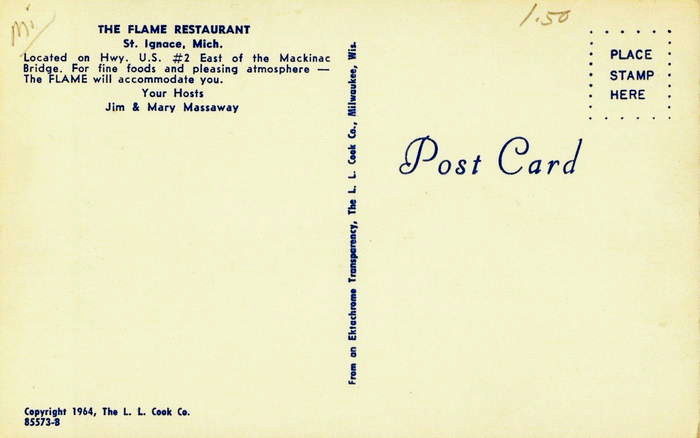 Mi
1.50
THE FLAME RESTAURANT
St. Ignace, Mich.
Located on Hwy. U.S. #2 East of the Mackinac
Bridge. For fine foods and pleasing atmosphere —
The FLAME will accommodate you.
Your Hosts
Jim & Mary Massaway
From an Ektachrome Transparency, The L. L. Cook Co., Milwaukee, Wis.
PLACE
STAMP
HERE
Post Card
Copyright 1964, The L. L. Cook Co.
85573-B